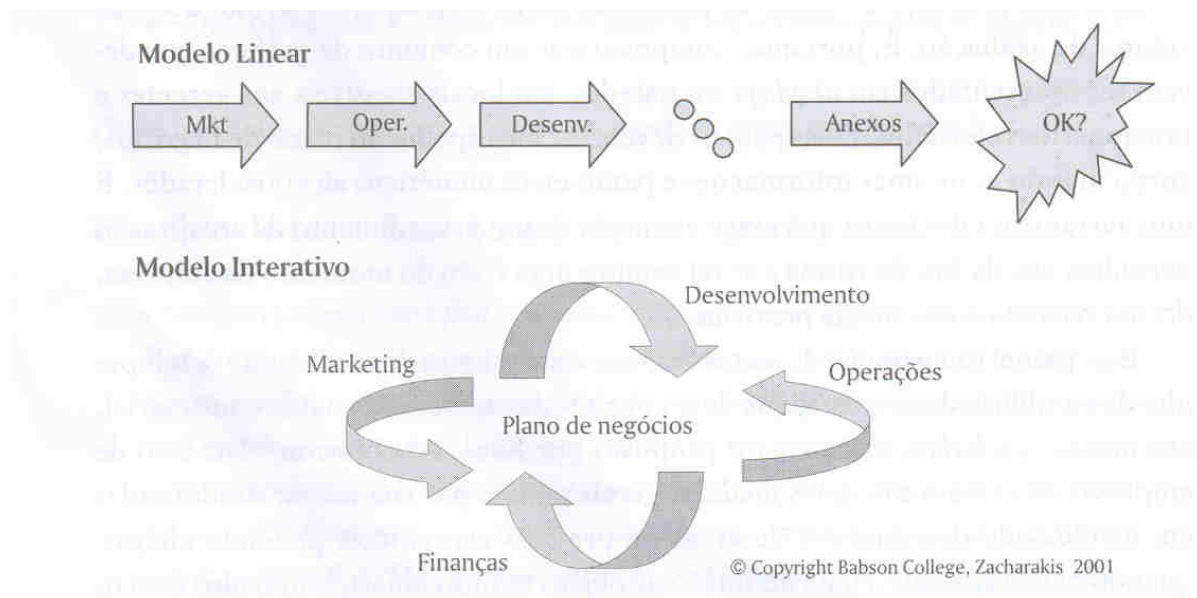 Modelo Linear
Mkt
Oper.
Desenv.
Anexos
OK?
Modelo Interativo
Desenvolvimento
Marketing
Operações
Plano de negócios
Finanças
© Copyright Babson College, Zacharakis 2001